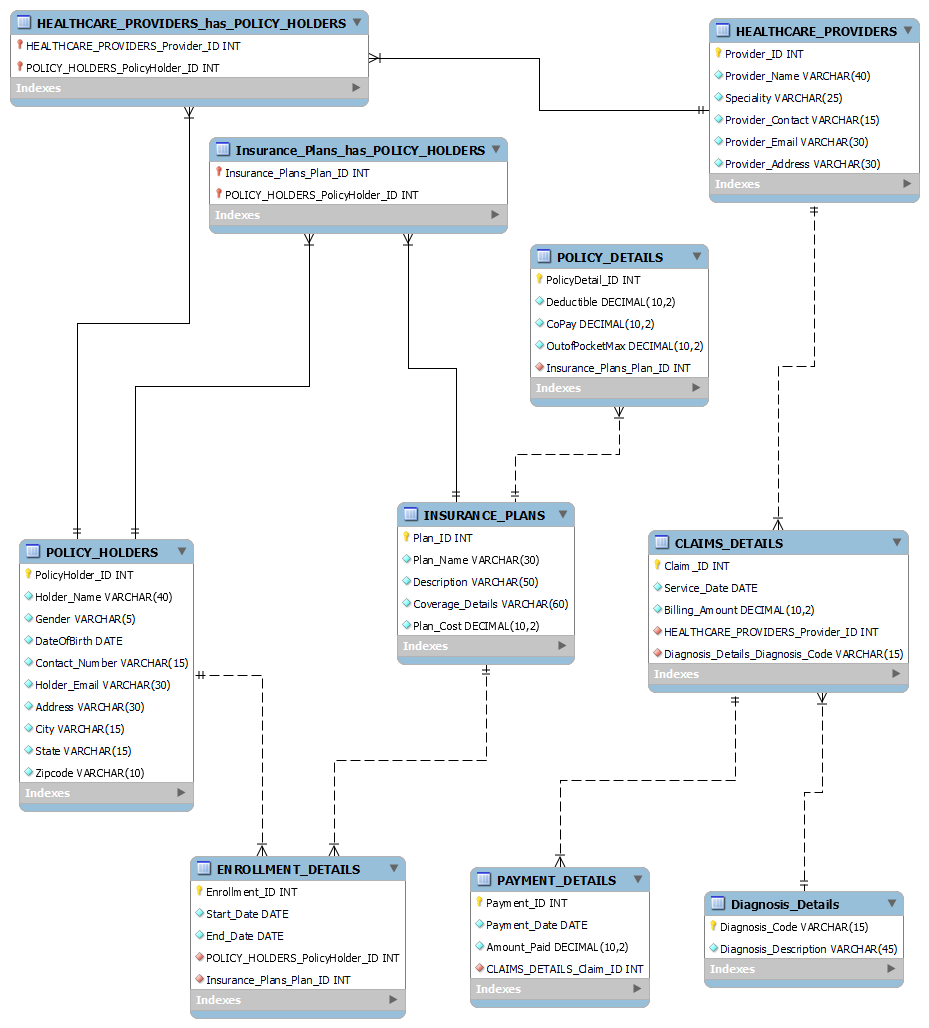 HEALTHCARE_PROVIDERS_has_POLICY_HOLDERS
HEALTHCARE_PROVIDERS_Provider_ID INT
POLICY_HOLDERS_PolicyHolder_ID INT
Indexes
HEALTHCARE_PROVIDERS
Provider_ID INT
Provider_Name VARCHAR(40)
Speciality VARCHAR(25)
Provider_Contact VARCHAR(15)
Provider_Email VARCHAR(30)
Provider_Address VARCHAR(30)
Indexes
Insurance_Plans_has_POLICY_HOLDERS
Insurance_Plans_Plan_ID INT
POLICY_HOLDERS_PolicyHolder_ID INT
Indexes
POLICY_DETAILS
PolicyDetail_ID INT
Deductible DECIMAL(10,2)
CoPay DECIMAL(10,2)
OutofPocketMax DECIMAL(10,2)
Insurance_Plans_Plan_ID INT
Indexes
POLICY_HOLDERS
PolicyHolder_ID INT
Holder_Name VARCHAR(40)
Gender VARCHAR(5)
DateOfBirth DATE
Contact_Number VARCHAR(15)
Holder_Email VARCHAR(30)
Address VARCHAR(30)
City VARCHAR(15)
State VARCHAR(15)
Zipcode VARCHAR(10)
Indexes
INSURANCE_PLANS
Plan_ID INT
Plan_Name VARCHAR(30)
Description VARCHAR(50)
Coverage_Details VARCHAR(60)
Plan_Cost DECIMAL(10,2)
Indexes
CLAIMS_DETAILS
Claim_ID INT
Service_Date DATE
Billing_Amount DECIMAL(10,2)
HEALTHCARE_PROVIDERS_Provider_ID INT
Diagnosis_Details_Diagnosis_Code VARCHAR(15)
Indexes
ENROLLMENT_DETAILS
Enrollment_ID INT
Start_Date DATE
End_Date DATE
POLICY_HOLDERS_PolicyHolder_ID INT
Insurance_Plans_Plan_ID INT
Indexes
PAYMENT_DETAILS
Payment_ID INT
Payment_Date DATE
Amount_Paid DECIMAL(10,2)
CLAIMS_DETAILS_Claim_ID INT
Indexes
Diagnosis_Details
Diagnosis_Code VARCHAR(15)
Diagnosis_Description VARCHAR(45)
Indexes